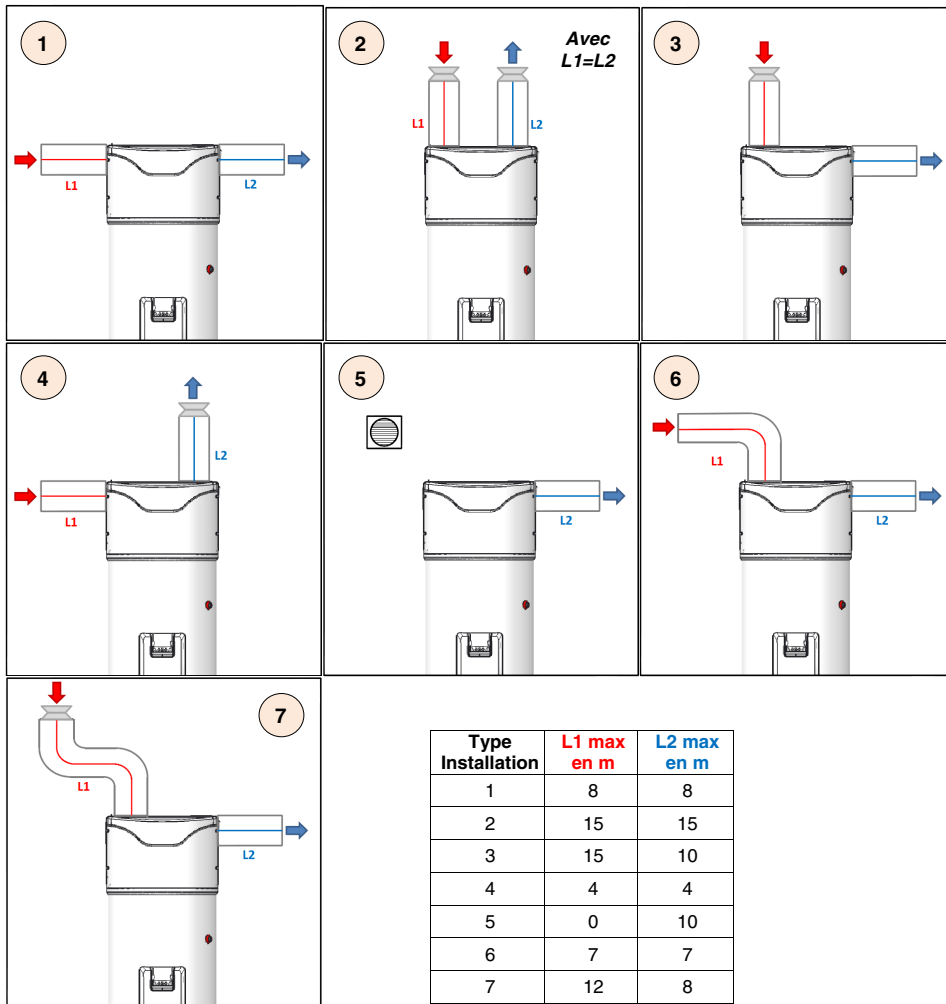 1
L1
L2
2
Avec
L1=L2
L1
L2
3
4
L2
L1
5
L2
6
L1
L2
7
L1
L2
Type Installation L1 max en m L2 max en m
1 8 8
2 15 15
3 15 10
4 4 4
5 0 10
6 7 7
7 12 8